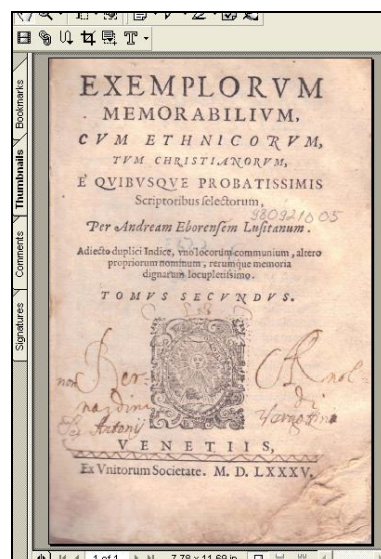 Bookmarks
Thumbnails
Comments
Signatures
EXEMPLORVM
MEMORABILIVM,
CVM ETHNICORVM,
TVM CHRISTIANORVM,
E QVIBVSQVE PROBATISSIMIS
Scriptoribus ſelectorum,
980921005
Per Andream Eborenſem Luſitanum.
Adiecto duplici Indice, vno locorum communium, altero
propriorum nominum, rerumque memoria
dignarum locupletiſsimo.
TOMVS SECVNDVS.
Antonij
VENETIIS,
Ex Vnitorum Societate. M. D. LXXXV.
1 of 1
7.78 x 11.69 in